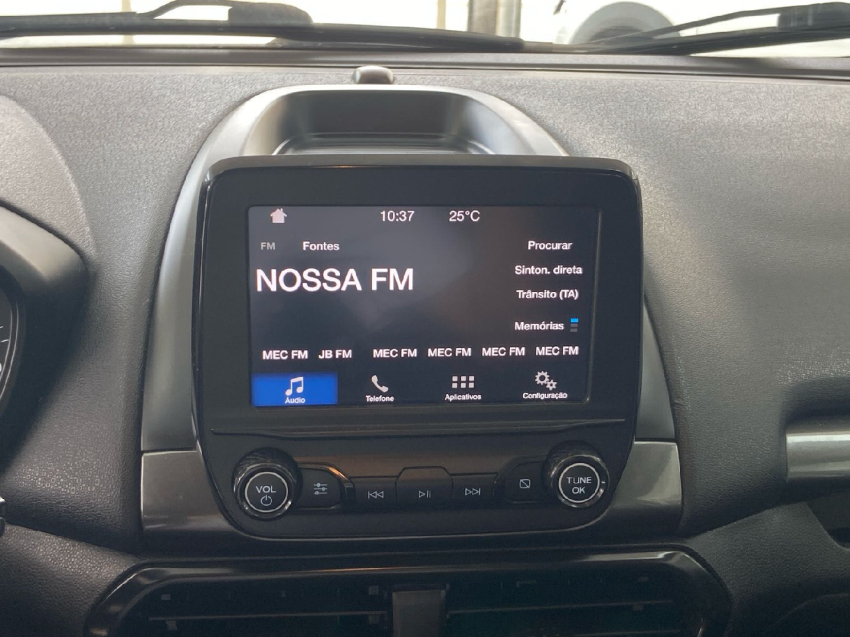 10:37 25°C
FM Fontes Procurar
NOSSA FM
Sinton. direta
Trânsito (TA)
Memórias
MEC FM JB FM MEC FM MEC FM MEC FM MEC FM
Áudio Telefone Aplicativos Configuração
VOL
TUNE
OK